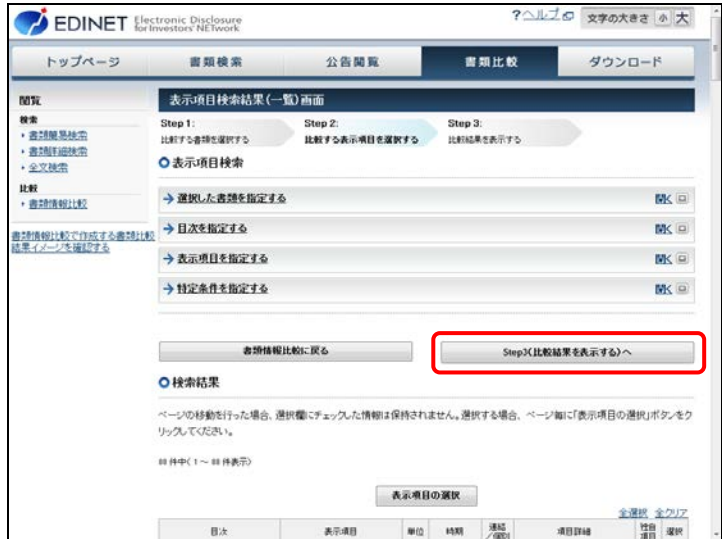 EDINET Electronic Disclosure for Investors' NETwork
?ヘルプ 文字の大きさ 小 大
トップページ 書類検索 公告閲覧 書類比較 ダウンロード
閲覧
検索
書類簡易検索
書類詳細検索
全文検索
比較
書類情報比較
書類情報比較で作成する書類比較
結果イメージを確認する
表示項目検索結果(一覧)画面
Step 1:
比較する書類を選択する
Step 2:
比較する表示項目を選択する
Step 3:
比較結果を表示する
表示項目検索
選択した書類を指定する 開く
目次を指定する 開く
表示項目を指定する 開く
特定条件を指定する 開く
書類情報比較に戻る Step3(比較結果を表示する)へ
検索結果
ページの移動を行った場合、選択欄にチェックした情報は保持されません。選択する場合、ページ毎に「表示項目の選択」ボタンをク
リックしてください。
件中(1~ 件表示)
表示項目の選択
全選択 全クリア
目次 表示項目 単位 時期 連結/個別 項目詳細 独自項目 選択